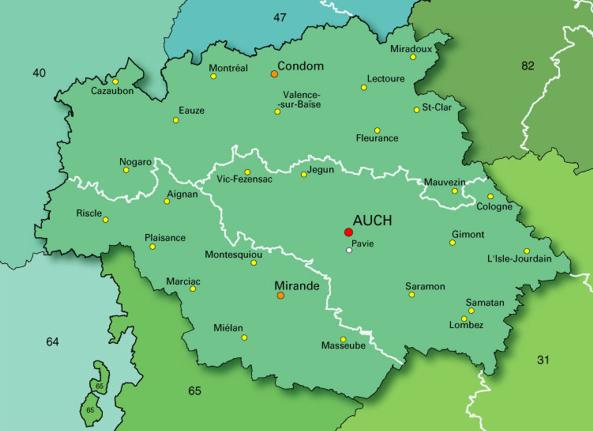 47
Miradoux
40
Montréal
Condom
82
Cazaubon
Lectoure
Valence-
-sur-Baïse
Eauze
St-Clar
Fleurance
Nogaro
Jegun
Vic-Fezensac
Mauvezin
Aignan
Cologne
Riscle
AUCH
Pavie
Gimont
Plaisance
Montesquiou
L'Isle-Jourdain
Marciac
Mirande
Saramon
Samatan
Lombez
Miélan
Masseube
64
31
65
65
65